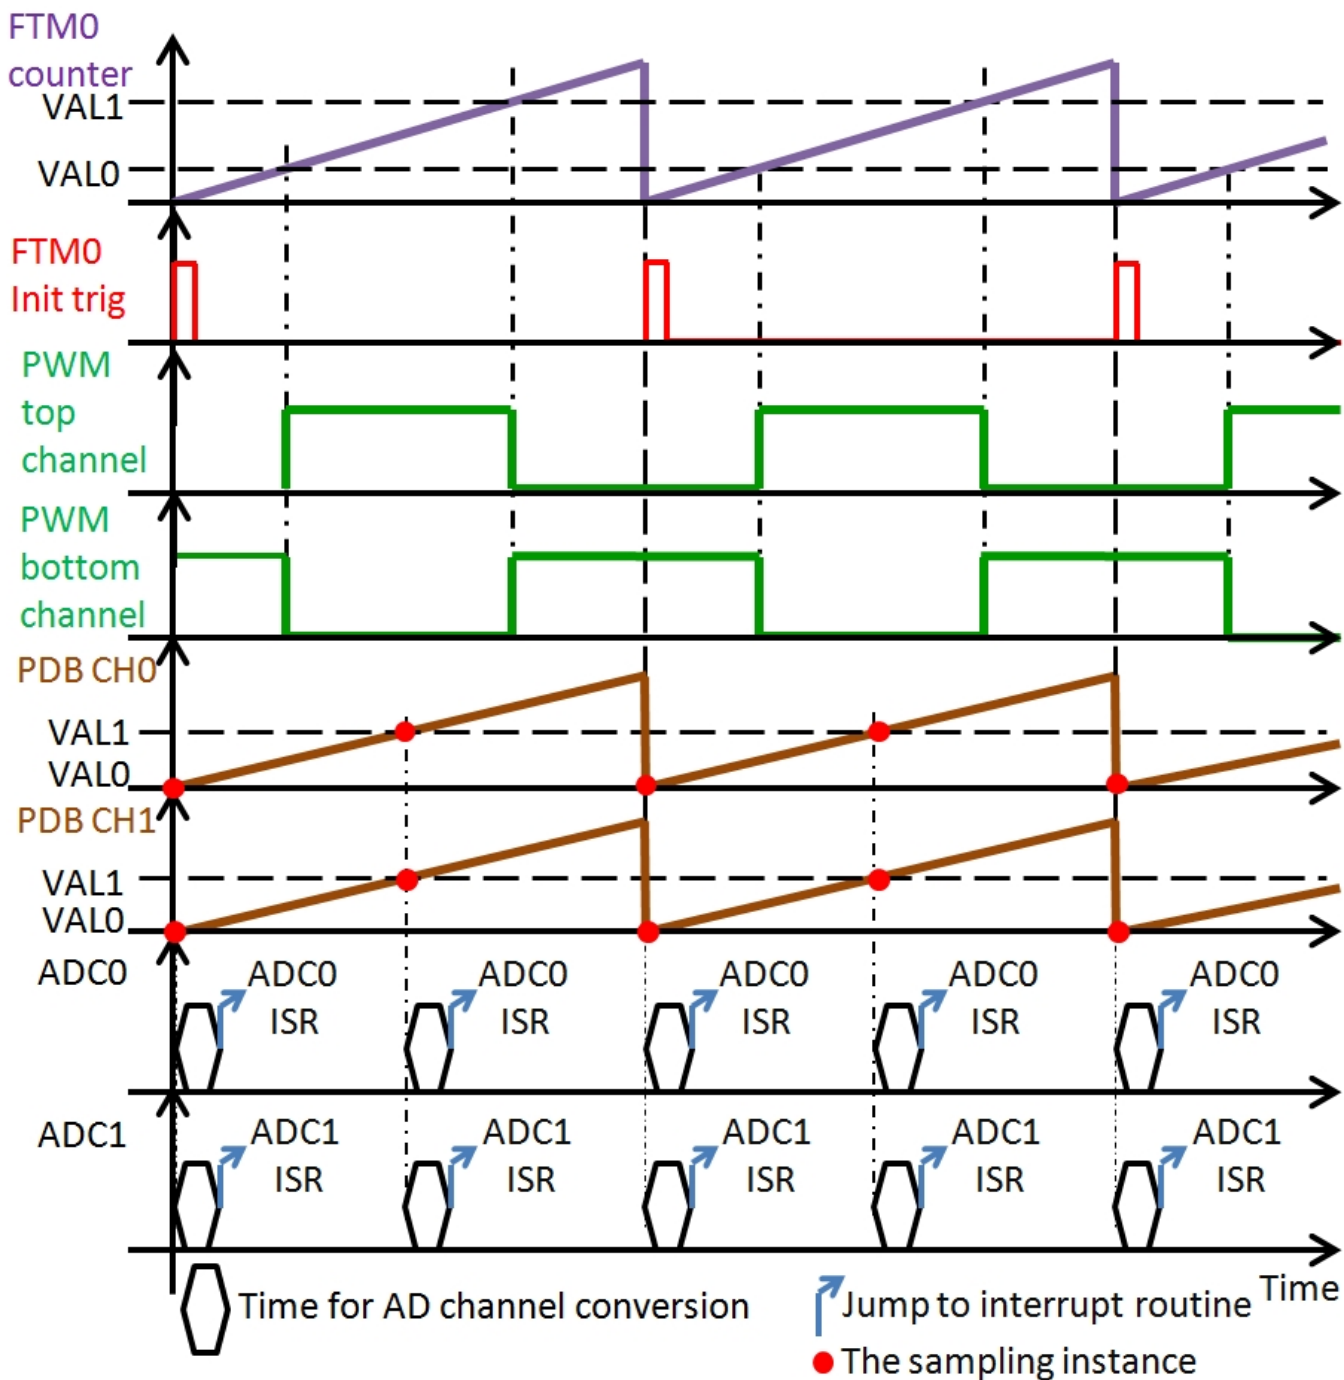 FTM0
counter
VAL1
VAL0
FTM0
Init trig
PWM
top
channel
PWM
bottom
channel
PDB CH0
VAL1
VAL0
PDB CH1
VAL1
VAL0
ADC0
ADC0 ADC0 ADC0 ADC0 ADC0
ISR ISR ISR ISR ISR
ADC1
ADC1 ADC1 ADC1 ADC1 ADC1
ISR ISR ISR ISR ISR
Time
Time for AD channel conversion
Jump to interrupt routine
The sampling instance